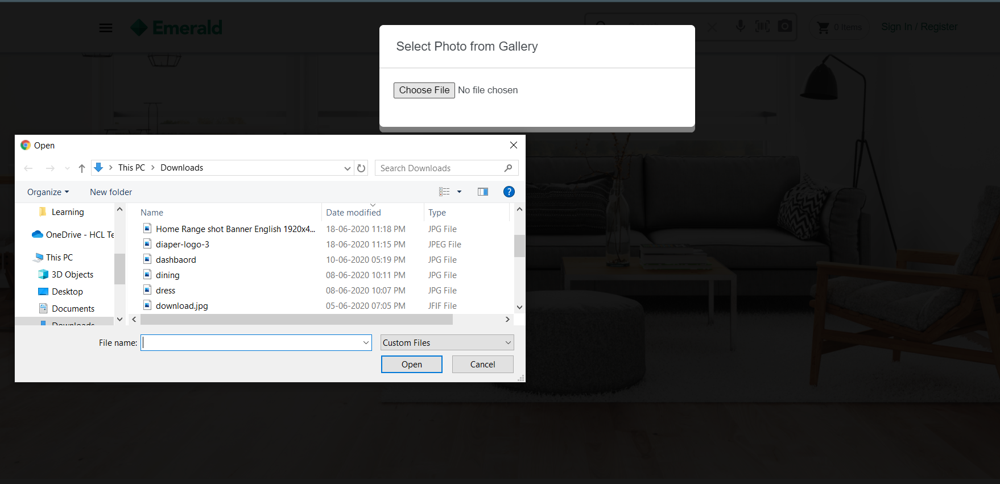 Emerald
0 Items
Sign In / Register
Select Photo from Gallery
Choose File No file chosen
Open
This PC
Downloads
Search Downloads
Organize
New folder
?
Learning
OneDrive - HCL Te
This PC
3D Objects
Desktop
Documents
Downloads
Name Date modified Type
Home Range shot Banner English 1920x4... 18-06-2020 11:18 PM JPG File
diaper-logo-3 18-06-2020 11:15 PM JPEG File
dashbaord 10-06-2020 05:19 PM JPG File
dining 08-06-2020 10:11 PM JPG File
dress 08-06-2020 10:07 PM JPG File
download.jpg 05-06-2020 07:05 PM JFIF File
File name:
Custom Files
Open
Cancel